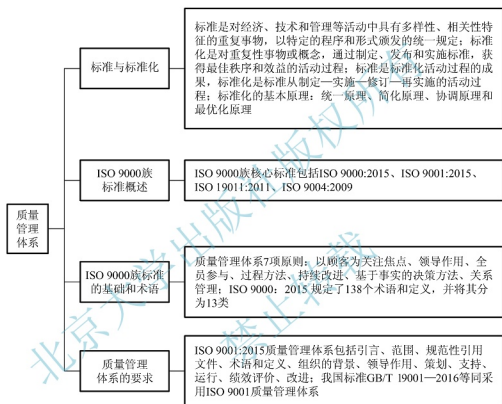 标准是对经济、技术和管理等活动中具有多样性、相关性特
征的重复事物，以特定的程序和形式颁发的统一规定；标准
化是对重复性事物或概念，通过制定、发布和实施标准，获
得最佳秩序和效益的活动过程；标准是标准化活动过程的成
果，标准化是标准从制定—实施—修订—再实施的活动过
程；标准化的基本原理：统一原理、简化原理、协调原理和
最优化原理
标准与标准化
ISO 9000族
标准概述
ISO 9000族核心标准包括ISO 9000:2015、ISO 9001:2015、
ISO 19011:2011、ISO 9004:2009
质量
管理
体系
ISO 9000族标准
的基础和术语
质量管理体系7项原则：以顾客为关注焦点、领导作用、全
员参与、过程方法、持续改进、基于事实的决策方法、关系
管理；ISO 9000：2015 规定了138个术语和定义，并将其分
为13类
质量管理
体系的要求
ISO 9001:2015质量管理体系包括引言、范围、规范性引用
文件、术语和定义、组织的背景、领导作用、策划、支持、
运行、绩效评价、改进；我国标准GB/T 19001—2016等同采
用ISO 9001质量管理体系
北京大学出版社版权所有
禁止转载